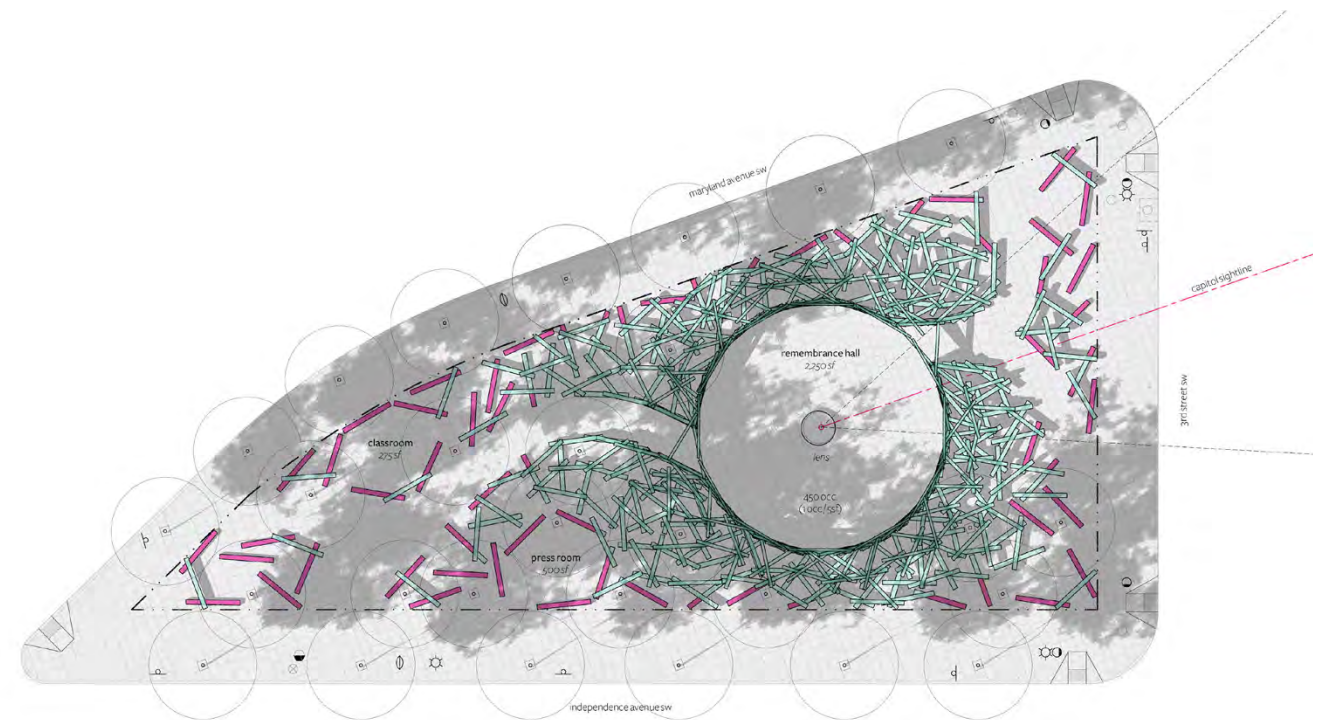 maryland avenue sw
capitol sightline
remembrance hall
2,250 sf
3rd street sw
classroom
275 sf
lens
450 occ
(1 occ/5sf)
press room
500 sf
independence avenue sw